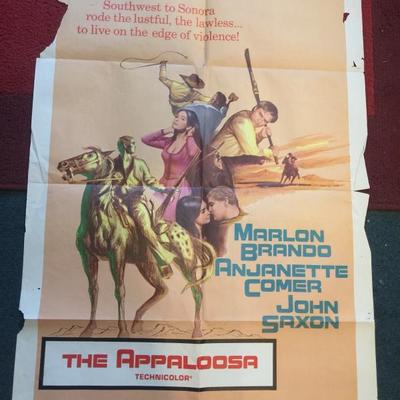 Southwest to Sonora
rode the lustful, the lawless...
to live on the edge of violence!
MARLON
BRANDO
ANJANETTE
COMER
JOHN
SAXON
THE APPALOOSA
TECHNICOLOR®